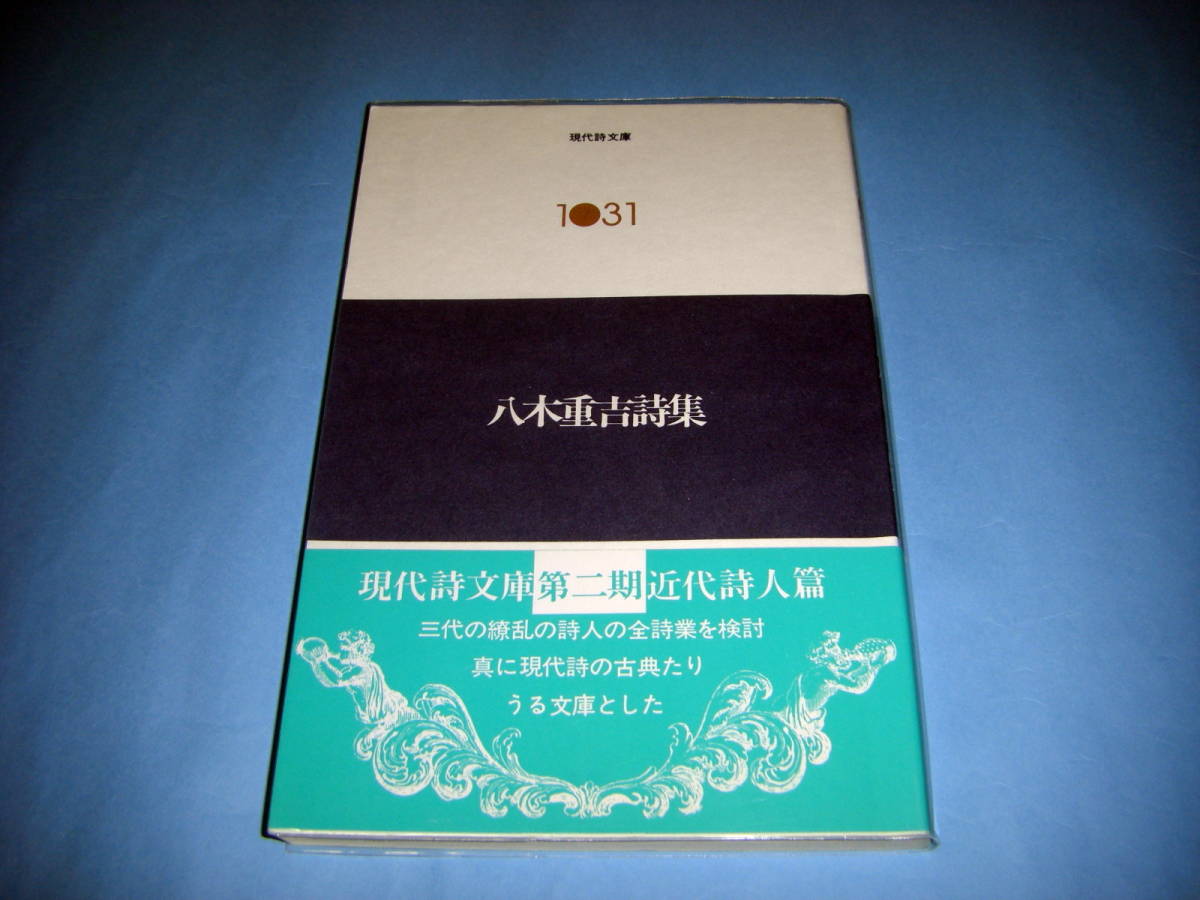 現代詩文庫
1●31
八木重吉詩集
現代詩文庫第二期近代詩人篇
三代の繚乱の詩人の全詩業を検討
真に現代詩の古典たり
うる文庫とした